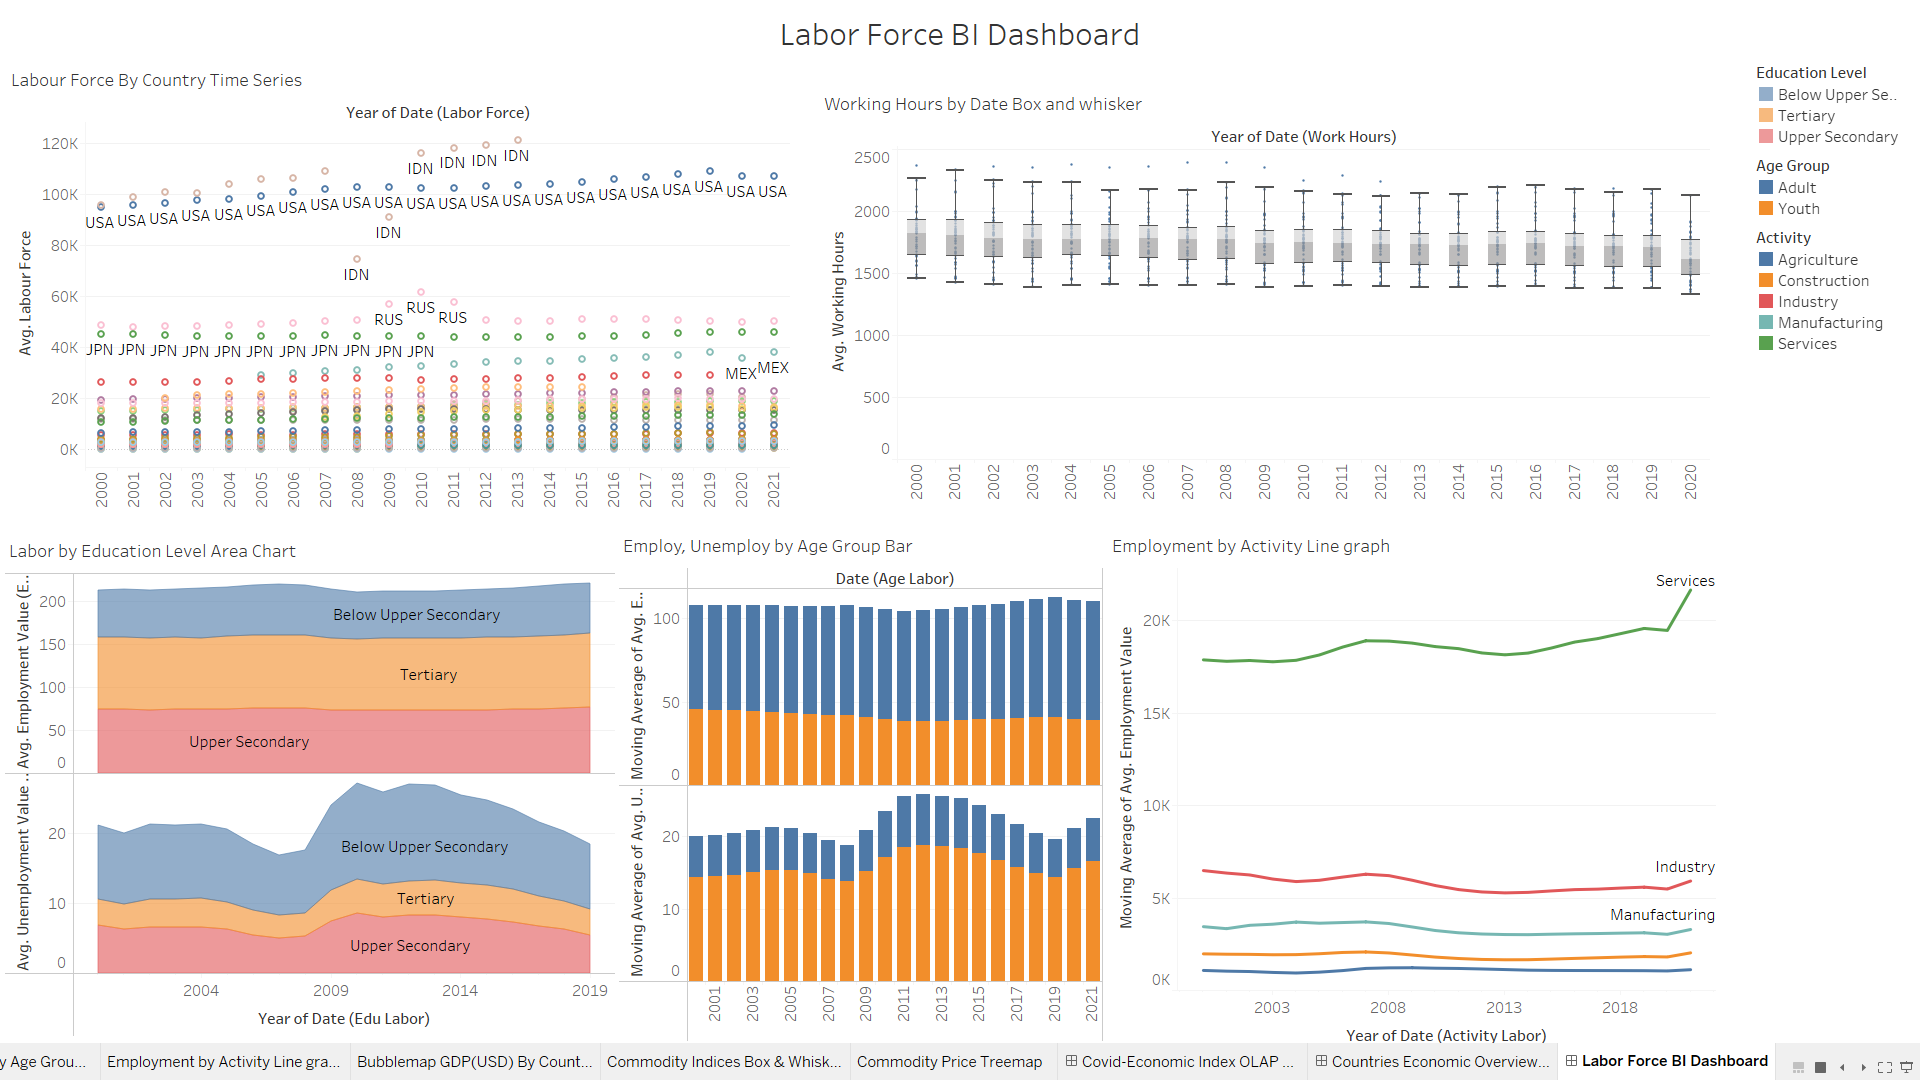 Labor Force BI Dashboard
Labour Force By Country Time Series
Year of Date (Labor Force)
Avg. Labour Force
120K
100K
80K
60K
40K
20K
0K
IDN IDN IDN IDN
USA USA USA USA USA USA USA USA USA USA USA USA USA USA USA USA USA USA USA USA USA USA
IDN
IDN
RUS RUS RUS
JPN JPN JPN JPN JPN JPN JPN JPN JPN JPN JPN
MEX MEX
2000 2001 2002 2003 2004 2005 2006 2007 2008 2009 2010 2011 2012 2013 2014 2015 2016 2017 2018 2019 2020 2021
Working Hours by Date Box and whisker
Year of Date (Work Hours)
Avg. Working Hours
2500
2000
1500
1000
500
0
2000 2001 2002 2003 2004 2005 2006 2007 2008 2009 2010 2011 2012 2013 2014 2015 2016 2017 2018 2019 2020
Education Level
Below Upper Se..
Tertiary
Upper Secondary
Age Group
Adult
Youth
Activity
Agriculture
Construction
Industry
Manufacturing
Services
Labor by Education Level Area Chart
Avg. Employment Value (E..
200
150
100
50
0
Below Upper Secondary
Tertiary
Upper Secondary
Avg. Unemployment Value ..
20
10
0
Below Upper Secondary
Tertiary
Upper Secondary
2004 2009 2014 2019
Year of Date (Edu Labor)
Employ, Unemploy by Age Group Bar
Date (Age Labor)
Moving Average of Avg. E..
100
50
0
Moving Average of Avg. U..
20
10
0
2001 2003 2005 2007 2009 2011 2013 2015 2017 2019 2021
Employment by Activity Line graph
Moving Average of Avg. Employment Value
20K
15K
10K
5K
0K
Services
Industry
Manufacturing
2003 2008 2013 2018
Year of Date (Activity Labor)
y Age Grou... Employment by Activity Line gra... Bubblemap GDP(USD) By Count... Commodity Indices Box & Whisk... Commodity Price Treemap Covid-Economic Index OLAP ... Countries Economic Overview... Labor Force BI Dashboard